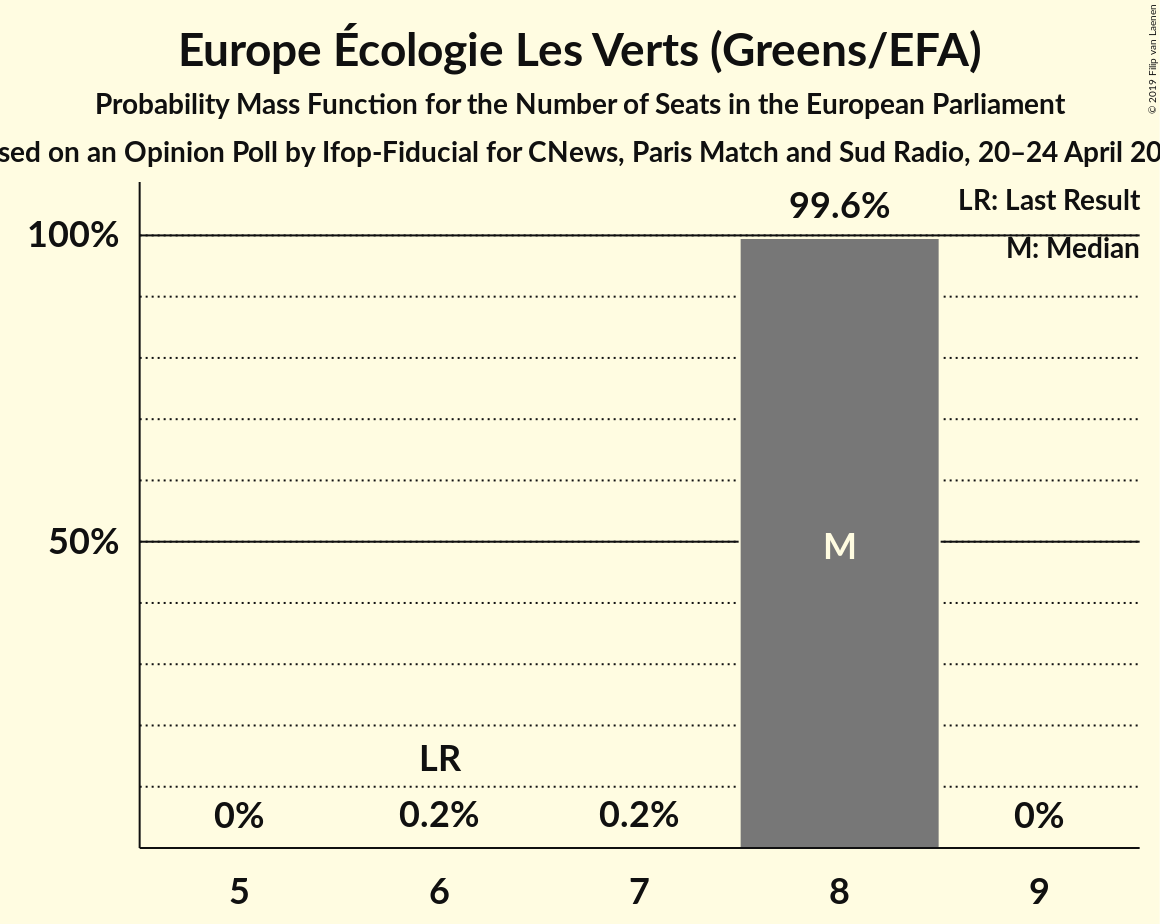 Europe Écologie Les Verts (Greens/EFA)
Probability Mass Function for the Number of Seats in the European Parliament
on an Opinion Poll by Ifop-Fiducial for CNews, Paris Match and Sud Radio, 20–24 April
© 2019 Filip van Laenen
LR: Last Result
M: Median
99.6%
100%
50%
M
LR
0% 0.2% 0.2% 0%
5 6 7 8 9